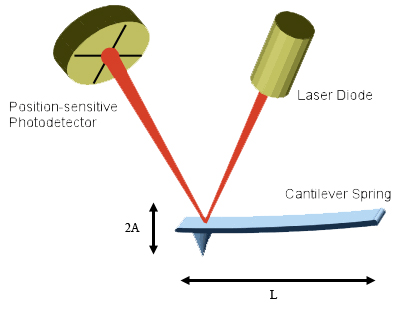 Position-sensitive
Photodetector
Laser Diode
Cantilever Spring
2A
L